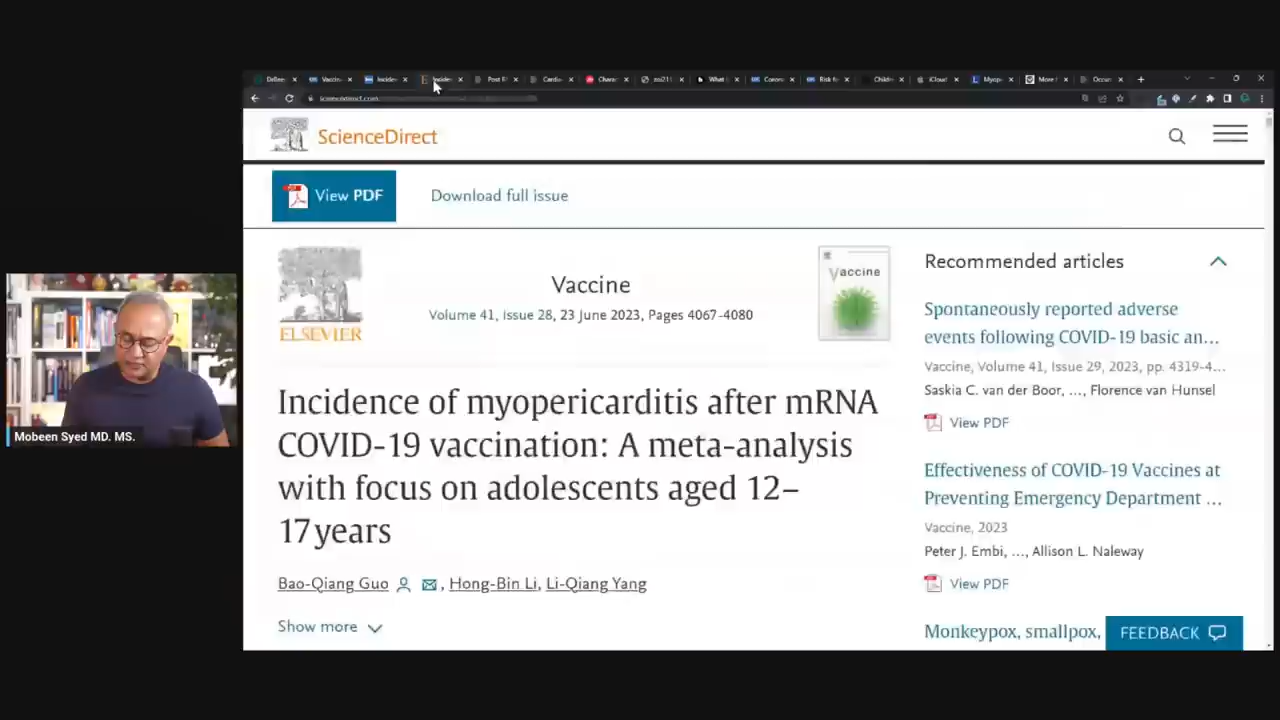 ScienceDirect
View PDF
Download full issue
ELSEVIER
Vaccine
Volume 41, Issue 28, 23 June 2023, Pages 4067-4080
Vaccine
Incidence of myopericarditis after mRNA
COVID-19 vaccination: A meta-analysis
with focus on adolescents aged 12–
17 years
Bao-Qiang Guo, Hong-Bin Li, Li-Qiang Yang
Show more
Recommended articles
Spontaneously reported adverse
events following COVID-19 basic an...
Vaccine, Volume 41, Issue 29, 2023, pp. 4319-4...
Saskia C. van der Boor, ..., Florence van Hunsel
View PDF
Effectiveness of COVID-19 Vaccines at
Preventing Emergency Department ...
Vaccine, 2023
Peter J. Embi, ..., Allison L. Naleway
View PDF
Monkeypox, smallpox,
FEEDBACK
Mobeen Syed MD. MS.